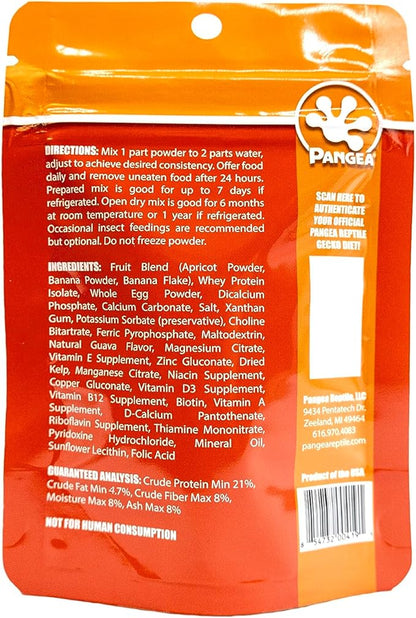 PANGEA
DIRECTIONS: Mix 1 part powder to 2 parts water,
adjust to achieve desired consistency. Offer food
daily and remove uneaten food after 24 hours.
Prepared mix is good for up to 7 days if
refrigerated. Open dry mix is good for 6 months
at room temperature or 1 year if refrigerated.
Occasional insect feedings are recommended
but optional. Do not freeze powder.
INGREDIENTS: Fruit Blend (Apricot Powder,
Banana Powder, Banana Flake), Whey Protein
Isolate, Whole Egg Powder, Dicalcium
Phosphate, Calcium Carbonate, Salt, Xanthan
Gum, Potassium Sorbate (preservative), Choline
Bitartrate, Ferric Pyrophosphate, Maltodextrin,
Natural Guava Flavor, Magnesium Citrate,
Vitamin E Supplement, Zinc Gluconate, Dried
Kelp, Manganese Citrate, Niacin Supplement,
Copper Gluconate, Vitamin D3 Supplement,
Vitamin B12 Supplement, Biotin, Vitamin A
Supplement, D-Calcium Pantothenate,
Riboflavin Supplement, Thiamine Mononitrate,
Pyridoxine Hydrochloride, Mineral Oil,
Sunflower Lecithin, Folic Acid
GUARANTEED ANALYSIS: Crude Protein Min 21%,
Crude Fat Min 4.7%, Crude Fiber Max 8%,
Moisture Max 8%, Ash Max 8%
NOT FOR HUMAN CONSUMPTION
SCAN HERE TO
AUTHENTICATE
YOUR OFFICIAL
PANGEA REPTILE
GECKO DIET!
Pangea Reptile, LLC
9434 Pentatech Dr.
Zeeland, MI 49464
616.970.4083
pangeareptile.com
Product of the USA
54732 00419